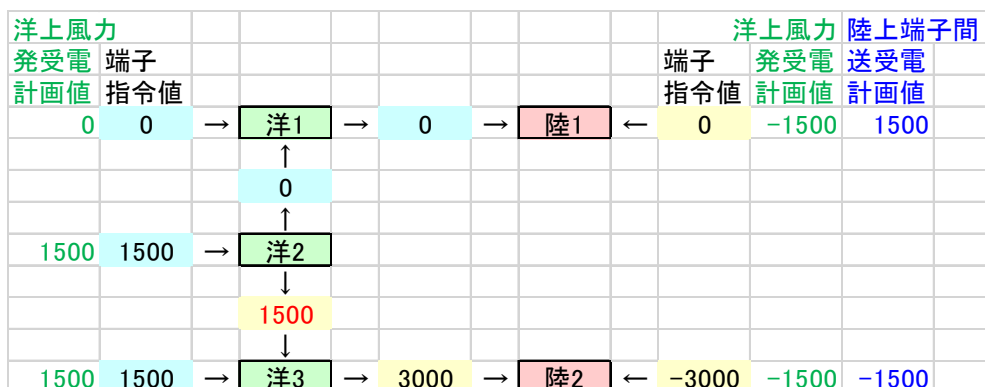 洋上風力 洋上風力 陸上端子間
発受電 端子 端子 発受電 送受電
計画値 指令値 指令値 計画値 計画値
0 0 → 洋1 → 0 → 陸1 ← 0 -1500 1500
↑
0
↑
1500 1500 → 洋2
↓
1500
↓
1500 1500 → 洋3 → 3000 → 陸2 ← -3000 -1500 -1500